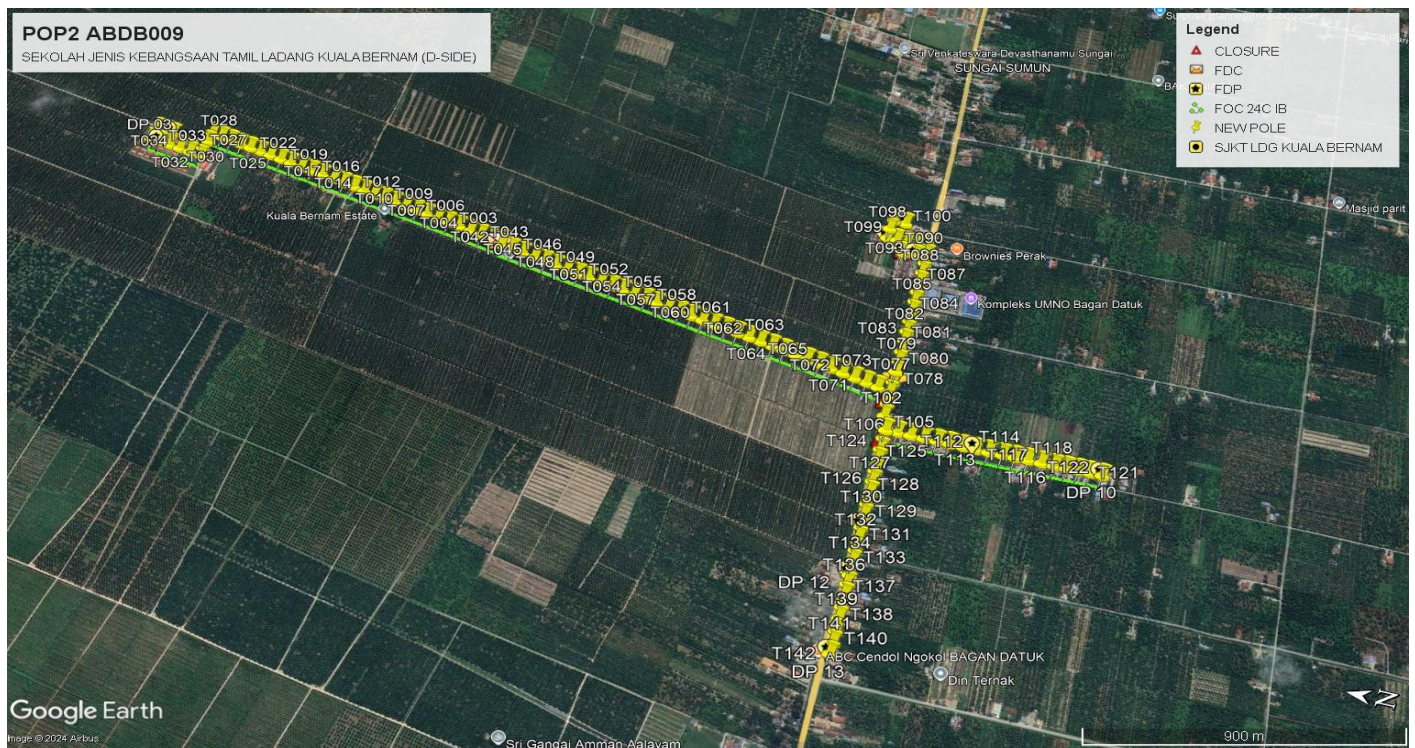 POP2 ABDB009
SEKOLAH JENIS KEBANGSAAN TAMIL LADANG KUALA BERNAM (D-SIDE)
Legend
CLOSURE
FDC
FDP
FOC 24C IB
NEW POLE
SJKT LDG KUALA BERNAM
Sri Venkateswara Devasthanamu Sungai ...
SUNGAI SUMUN
DP 03
T028
T034
T033
T027
T022
T032
T030
T025
T019
T017
T016
T014
T012
T010
T009
Kuala Bernam Estate
T007
T006
T004
T003
T042
T043
T045
T046
T048
T049
T051
T052
T054
T055
T057
T058
T060
T061
T062
T063
T064
T065
T072
T073
T071
T077
T078
T098
T100
T099
T090
T093
T088
Brownies Perak
Masjid parit
T087
T085
T084
Kompleks UMNO Bagan Datuk
T082
T083
T081
T079
T080
T102
T106
T105
T124
T125
T112
T114
T113
T117
T118
T116
T122
T121
DP 10
T127
T126
T128
T130
T129
T132
T131
T134
T133
T136
DP 12
T137
T139
T138
T141
T140
T142
ABC Cendol Ngokol BAGAN DATUK
DP 13
Din Ternak
Sri Gangai Amman Aalayam
Google Earth
Image © 2024 Airbus
N
900 m